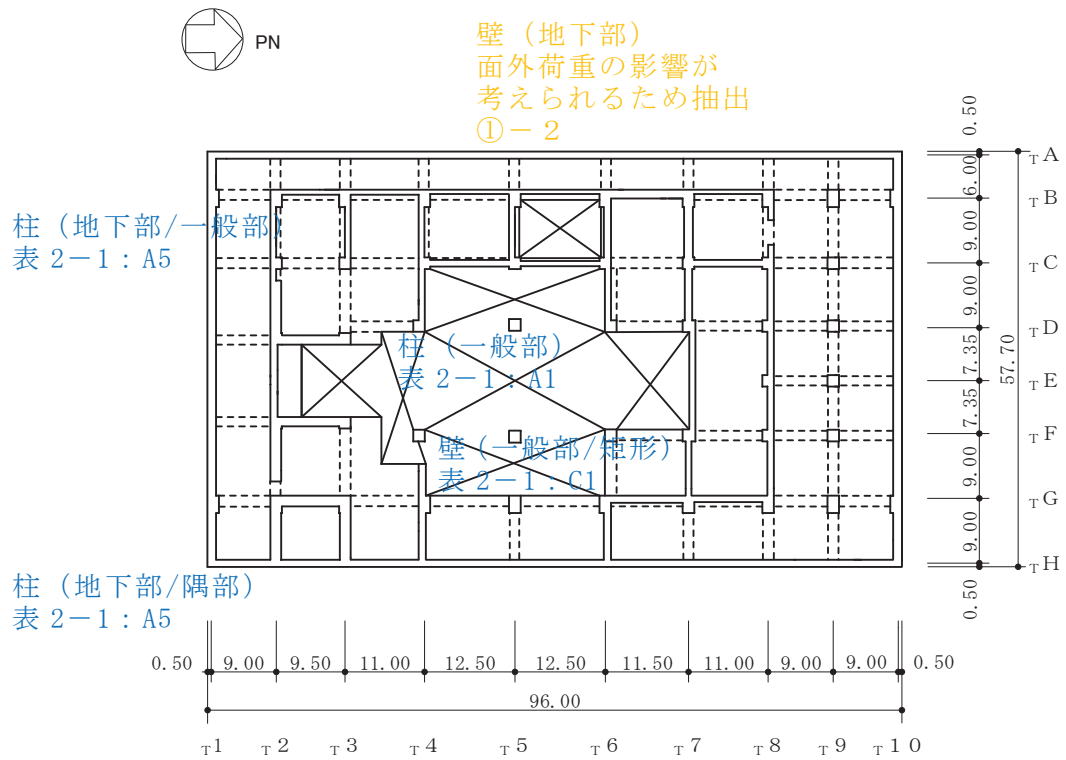 PN
壁（地下部）
面外荷重の影響が
考えられるため抽出
①－２
柱（地下部/一般部）
表 2－1：A5
柱（一般部）
表 2－1：A1
壁（一般部/矩形）
表 2－1：C1
柱（地下部/隅部）
表 2－1：A5
0.50
6.00
9.00
9.00
7.35
7.35
9.00
9.00
0.50
57.70
TA
TB
TC
TD
TE
TF
TG
TH
0.50 9.00 9.50 11.00 12.50 12.50 11.50 11.00 9.00 9.00 0.50
96.00
T1 T2 T3 T4 T5 T6 T7 T8 T9 T10